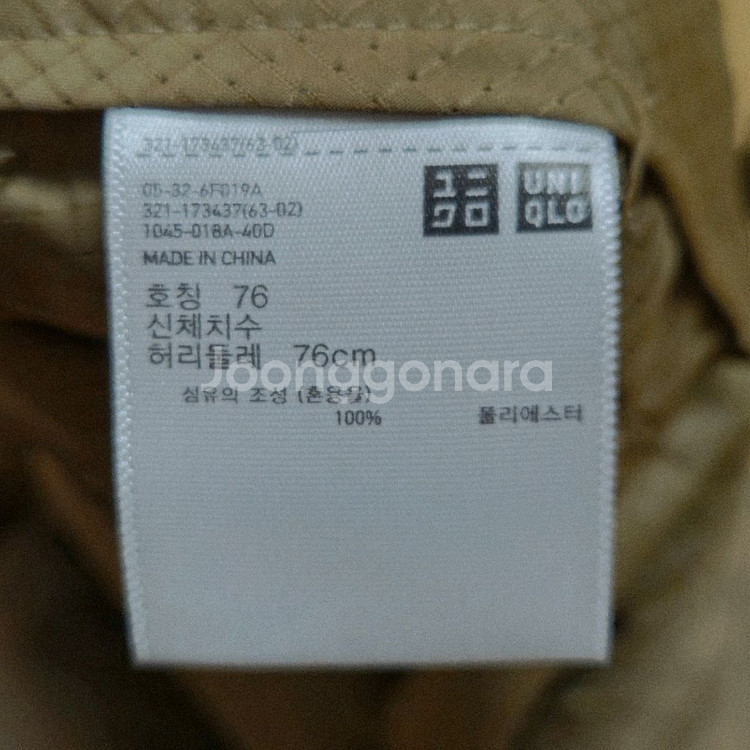 321-173437(63-02)
05-32-6F019A
321-173437(63-02)
1045-018A-40D
MADE IN CHINA
ユニ
クロ
UNI
QLO
호칭 76
신체치수
허리둘레 76cm
Joonggonara
섬유의 조성 (혼용율)
100% 폴리에스터